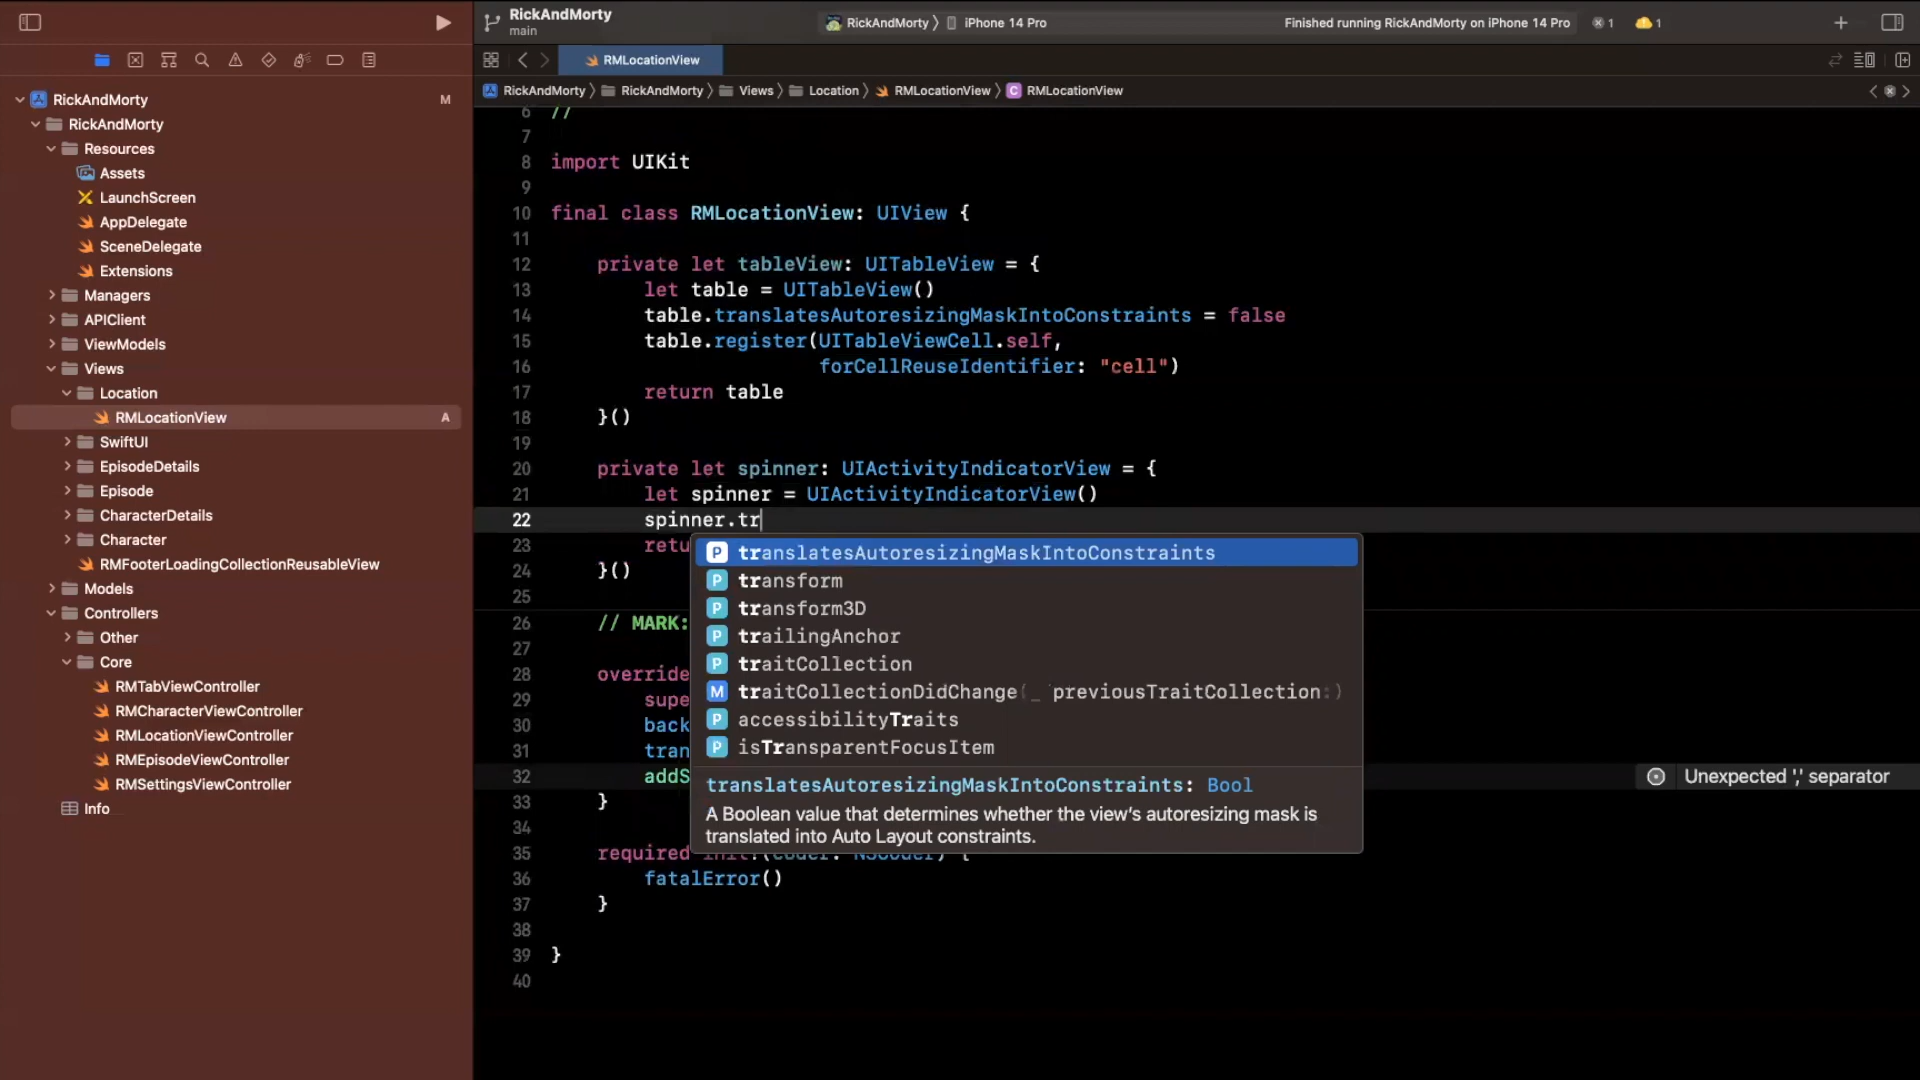 RickAndMorty
main
RickAndMorty
iPhone 14 Pro
Finished running RickAndMorty on iPhone 14 Pro
1
1
RMLocationView
RickAndMorty
RickAndMorty
Views
Location
RMLocationView
C
RMLocationView
RickAndMorty
M
RickAndMorty
Resources
Assets
LaunchScreen
AppDelegate
SceneDelegate
Extensions
Managers
APIClient
ViewModels
Views
Location
RMLocationView
A
SwiftUI
EpisodeDetails
Episode
CharacterDetails
Character
RMFooterLoadingCollectionReusableView
Models
Controllers
Other
Core
RMTabViewController
RMCharacterViewController
RMLocationViewController
RMEpisodeViewController
RMSettingsViewController
Info
6 //
7
8 import UIKit
9
10 final class RMLocationView: UIView {
11
12 private let tableView: UITableView = {
13 let table = UITableView()
14 table.translatesAutoresizingMaskIntoConstraints = false
15 table.register(UITableViewCell.self,
16 forCellReuseIdentifier: "cell")
17 return table
18 }()
19
20 private let spinner: UIActivityIndicatorView = {
21 let spinner = UIActivityIndicatorView()
22 spinner.tr
23 retu
24 }()
25
26 // MARK:
27
28 override
29 supe
30 back
31 tran
32 addS
33 }
34
35 required init?(coder: NSCoder) {
36 fatalError()
37 }
38
39 }
40
P translatesAutoresizingMaskIntoConstraints
P transform
P transform3D
P trailingAnchor
P traitCollection
M traitCollectionDidChange(_ previousTraitCollection:)
P accessibilityTraits
P isTransparentFocusItem
translatesAutoresizingMaskIntoConstraints: Bool
A Boolean value that determines whether the view's autoresizing mask is
translated into Auto Layout constraints.
Unexpected ',' separator